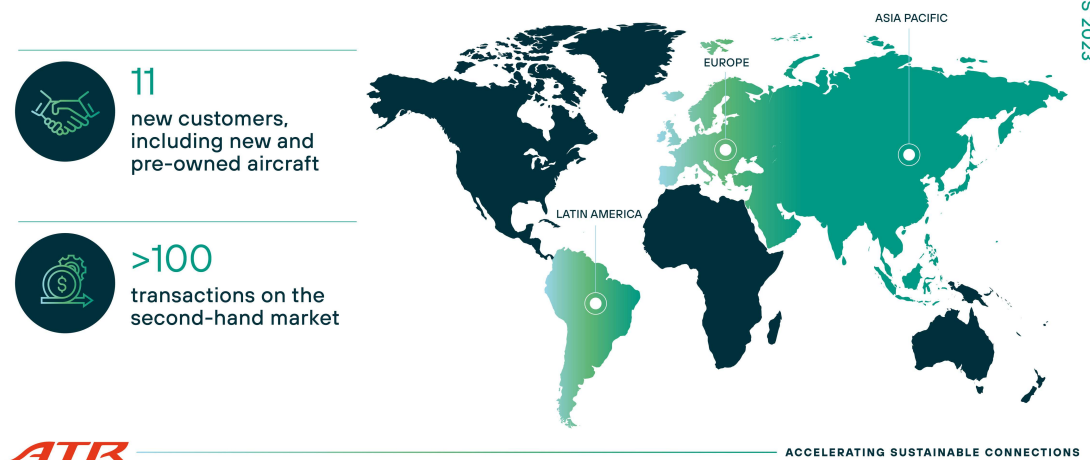 11
new customers,
including new and
pre-owned aircraft
$
>100
transactions on the
second-hand market
ASIA PACIFIC
EUROPE
LATIN AMERICA
S 2023
ATR
ACCELERATING SUSTAINABLE CONNECTIONS